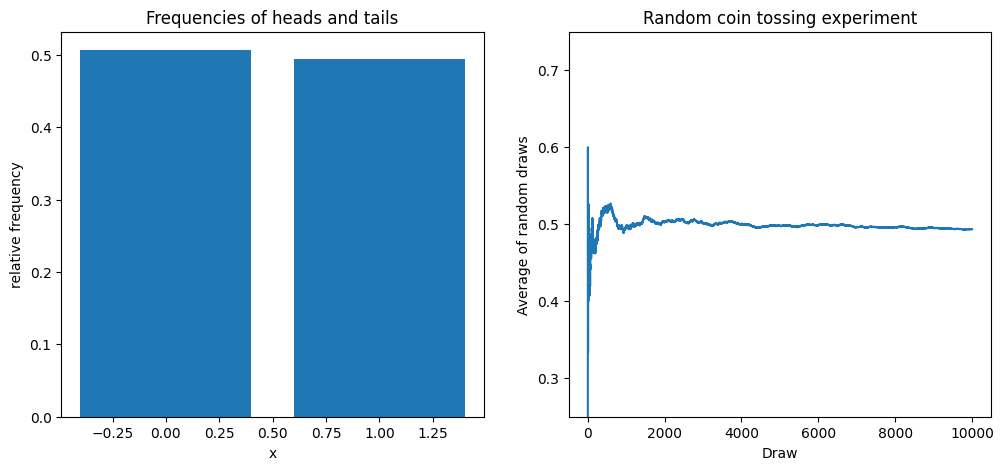 Frequencies of heads and tails
relative frequency
0.5
0.4
0.3
0.2
0.1
0.0
−0.25 0.00 0.25 0.50 0.75 1.00 1.25
x
Random coin tossing experiment
Average of random draws
0.7
0.6
0.5
0.4
0.3
0 2000 4000 6000 8000 10000
Draw